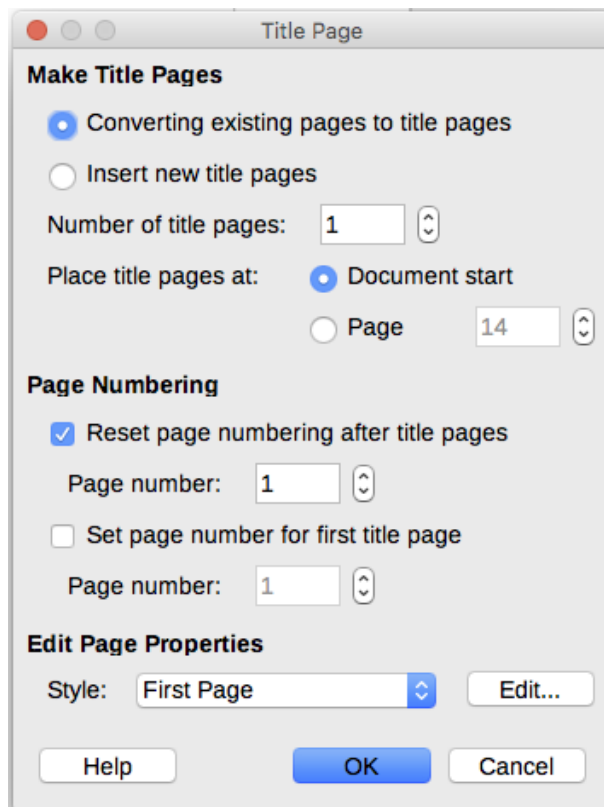 Title Page
Make Title Pages
Converting existing pages to title pages
Insert new title pages
Number of title pages: 1
Place title pages at: Document start
Page 14
Page Numbering
Reset page numbering after title pages
Page number: 1
Set page number for first title page
Page number: 1
Edit Page Properties
Style: First Page Edit...
Help OK Cancel